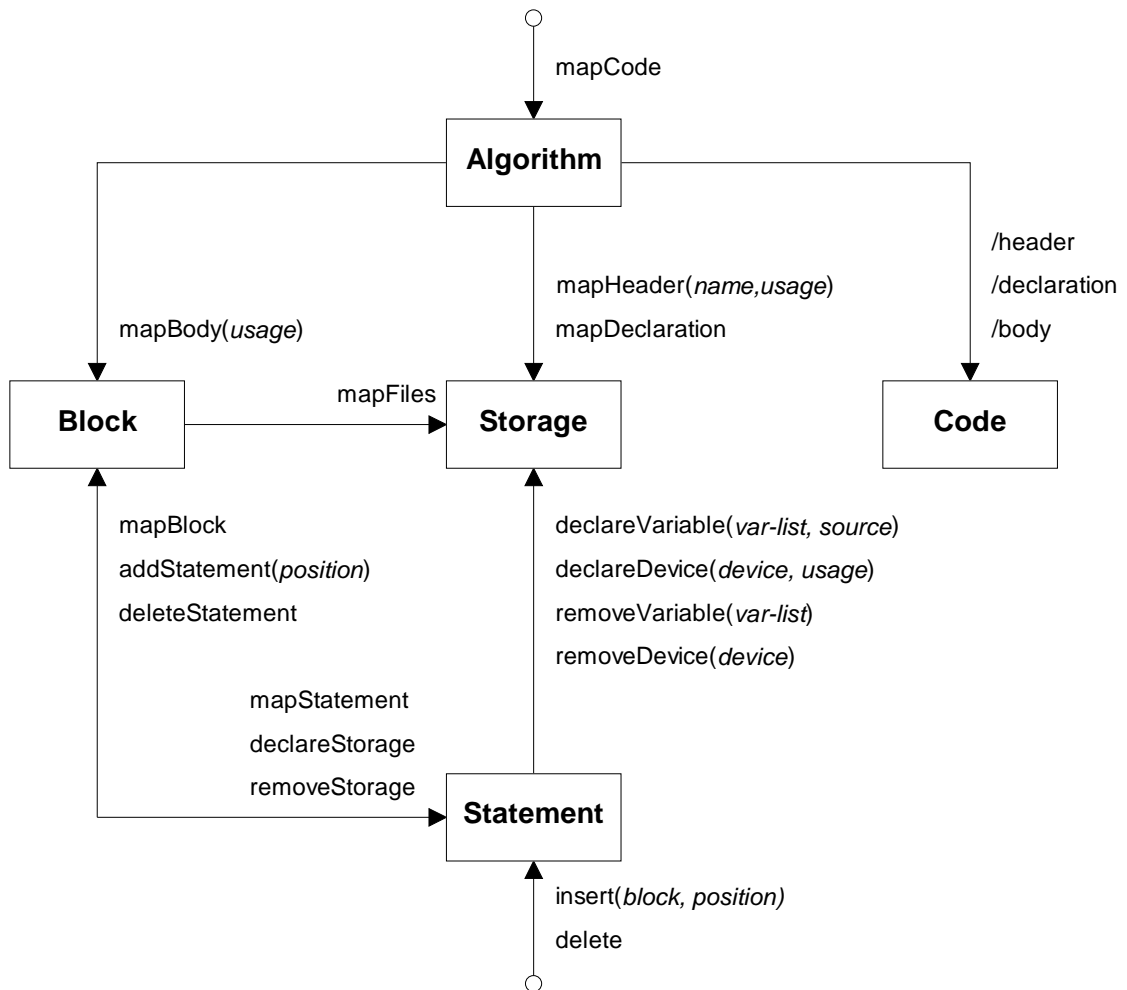 mapCode
Algorithm
/header
/declaration
/body
mapHeader(name,usage)
mapDeclaration
mapBody(usage)
mapFiles
Block
Storage
Code
mapBlock
addStatement(position)
deleteStatement
declareVariable(var-list, source)
declareDevice(device, usage)
removeVariable(var-list)
removeDevice(device)
mapStatement
declareStorage
removeStorage
Statement
insert(block, position)
delete